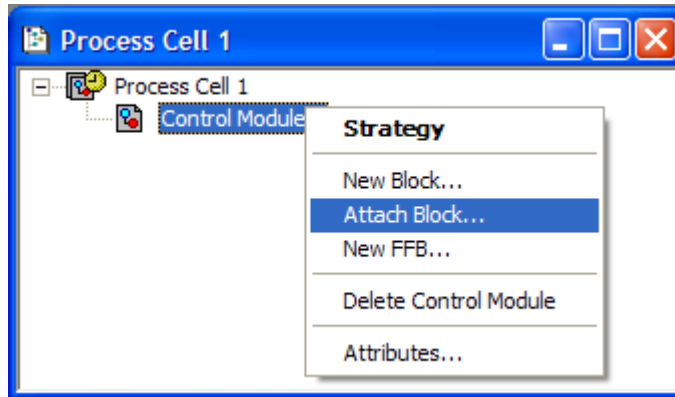 Process Cell 1
Process Cell 1
Control Module
Strategy
New Block...
Attach Block...
New FFB...
Delete Control Module
Attributes...